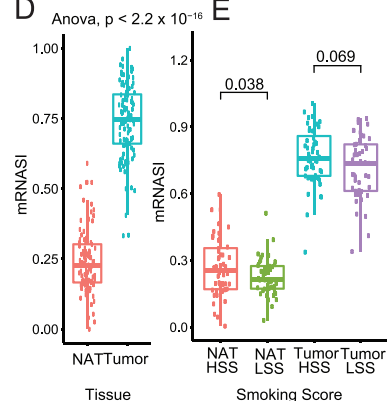 D Anova, p < 2.2 x 10⁻¹⁶
mRNASI
1.00
0.75
0.50
0.25
0.00
NAT Tumor
Tissue
E
mRNASI
1.2
0.9
0.6
0.3
0.0
0.038
0.069
NAT HSS
NAT LSS
Tumor HSS
Tumor LSS
Smoking Score